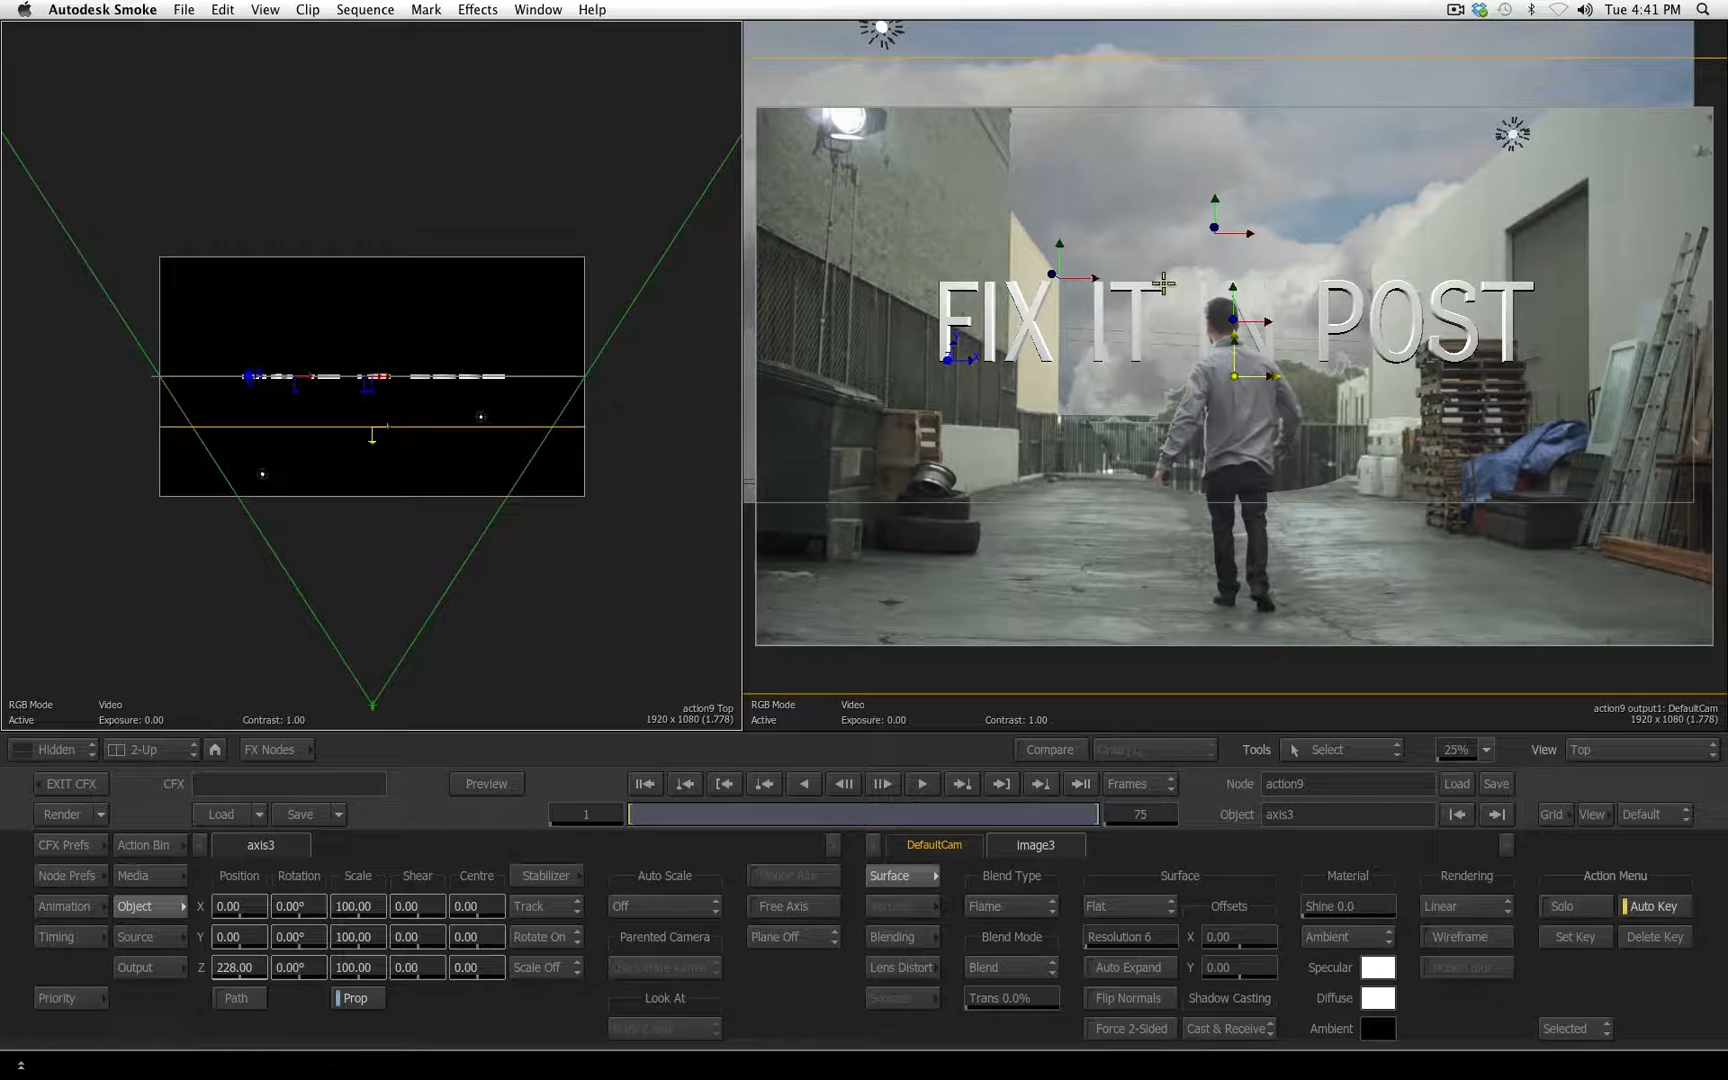 Autodesk Smoke File Edit View Clip Sequence Mark Effects Window Help Tue 4:41 PM
FIX IT IN POST
RGB Mode Video action9 Top
Active Exposure: 0.00 Contrast: 1.00 1920 x 1080 (1.778)
RGB Mode Video action9 output1: DefaultCam
Active Exposure: 0.00 Contrast: 1.00 1920 x 1080 (1.778)
Hidden 2-Up FX Nodes Compare Tools Select 25% View Top
EXIT CFX CFX Preview Frames Node action9 Load Save
Render Load Save 1 75 Object axis3 Grid View Default
CFX Prefs Action Bin axis3 DefaultCam Image3
Node Prefs Media Position Rotation Scale Shear Centre Stabilizer Auto Scale Motion Blur Surface Blend Type Surface Material Rendering Action Menu
Animation Object X 0.00 0.00° 100.00 0.00 0.00 Track Off Free Axis Flame Flat Offsets Shine 0.0 Linear Solo Auto Key
Timing Source Y 0.00 0.00° 100.00 0.00 0.00 Rotate On Parented Camera Plane Off Blending Blend Mode Resolution 6 X 0.00 Ambient Wireframe Set Key Delete Key
Output Z 228.00 0.00° 100.00 0.00 0.00 Scale Off Lens Distort Blend Auto Expand Y 0.00 Specular Motion Blur
Priority Path Prop Look At Trans 0.0% Flip Normals Shadow Casting Diffuse
Force 2-Sided Cast & Receive Ambient Selected